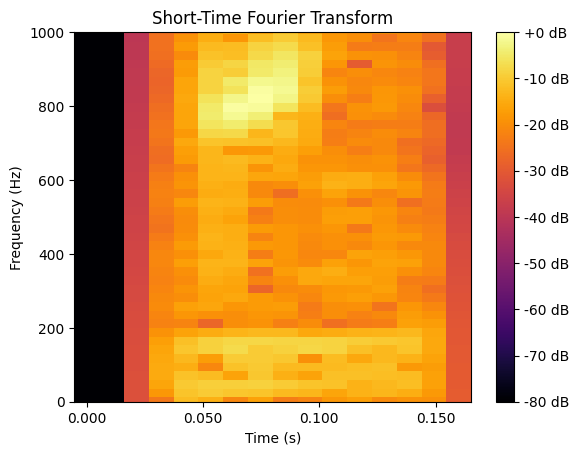 Short-Time Fourier Transform
1000
800
600
400
200
0
Frequency (Hz)
0.000
0.050
0.100
0.150
Time (s)
+0 dB
-10 dB
-20 dB
-30 dB
-40 dB
-50 dB
-60 dB
-70 dB
-80 dB